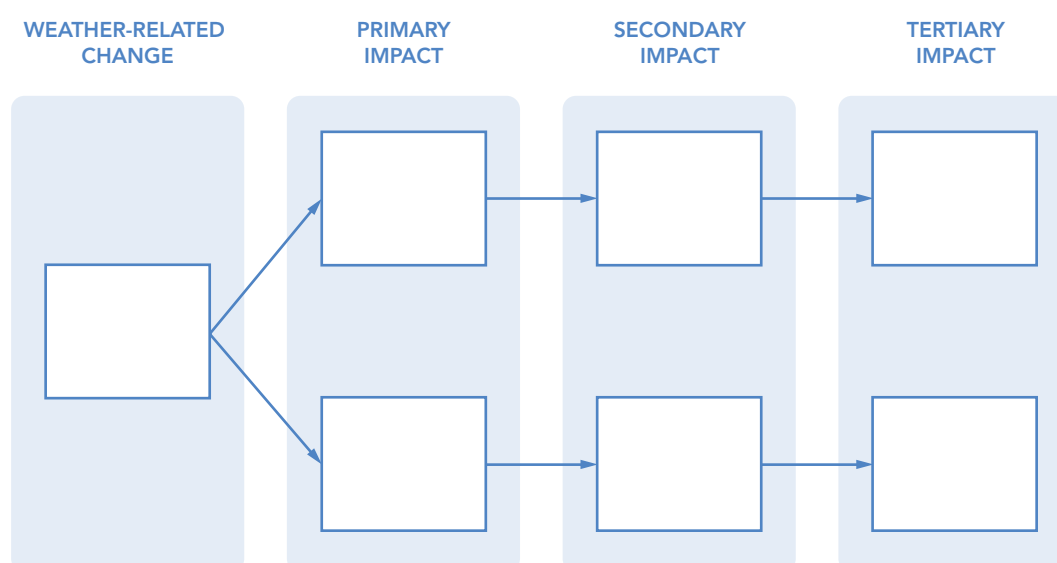 WEATHER-RELATED
CHANGE
PRIMARY
IMPACT
SECONDARY
IMPACT
TERTIARY
IMPACT